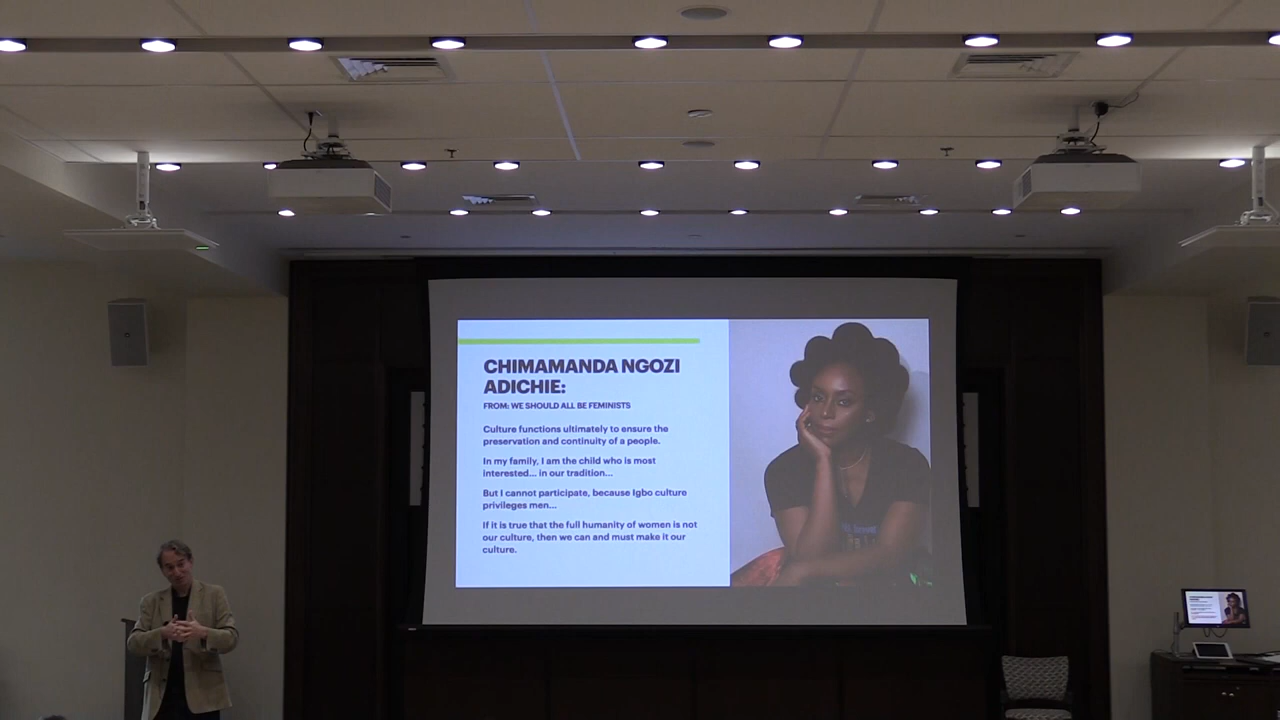 CHIMAMANDA NGOZI
ADICHIE:
FROM: WE SHOULD ALL BE FEMINISTS
Culture functions ultimately to ensure the
preservation and continuity of a people.
In my family, I am the child who is most
interested... in our tradition...
But I cannot participate, because Igbo culture
privileges men...
If it is true that the full humanity of women is not
our culture, then we can and must make it our
culture.